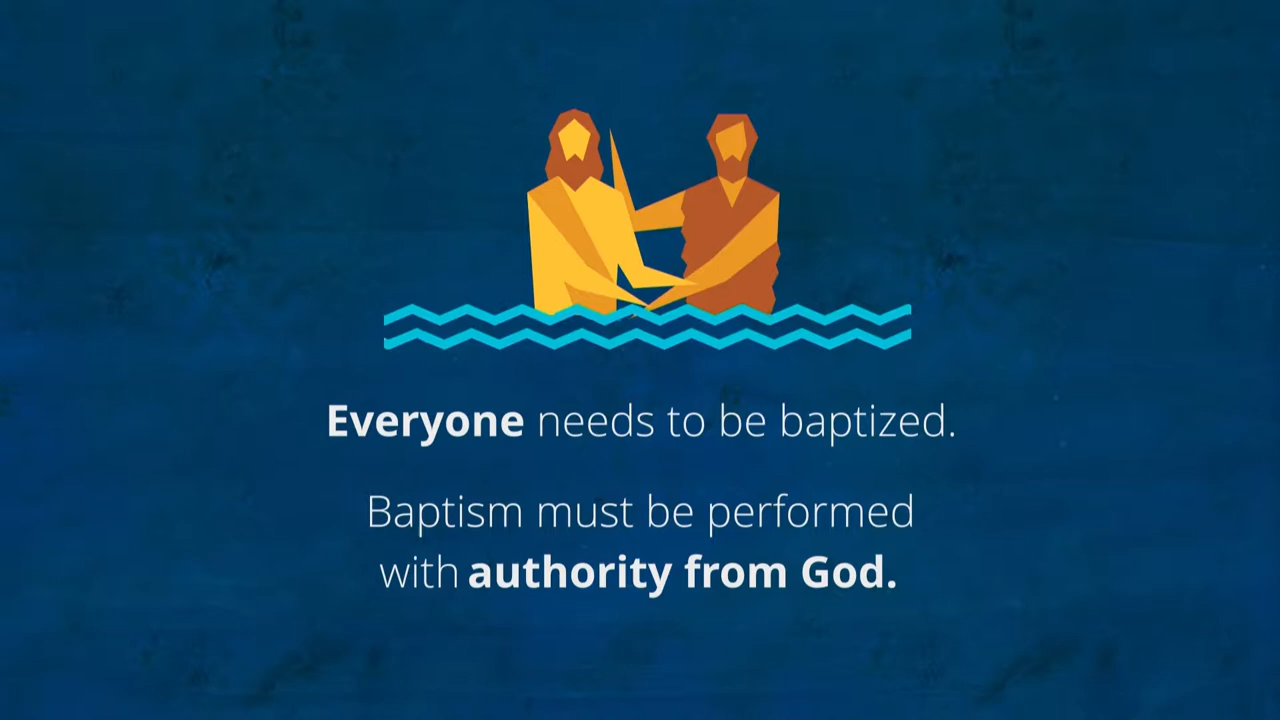 Everyone needs to be baptized.
Baptism must be performed
with authority from God.